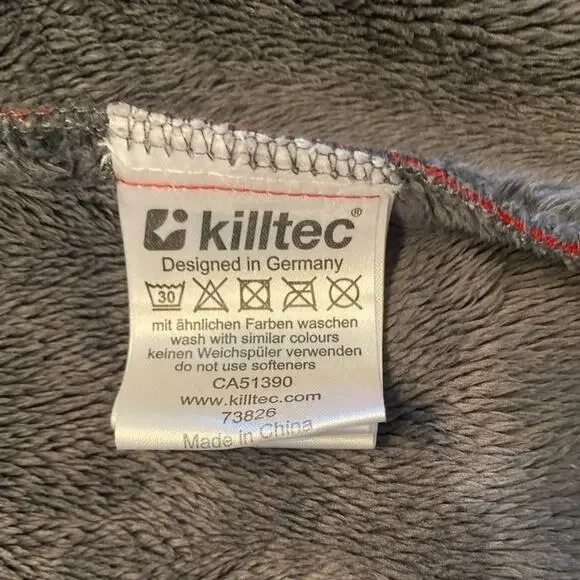 killtec®
Designed in Germany
30
mit ähnlichen Farben waschen
wash with similar colours
keinen Weichspüler verwenden
do not use softeners
CA51390
www.killtec.com
73826
Made in China